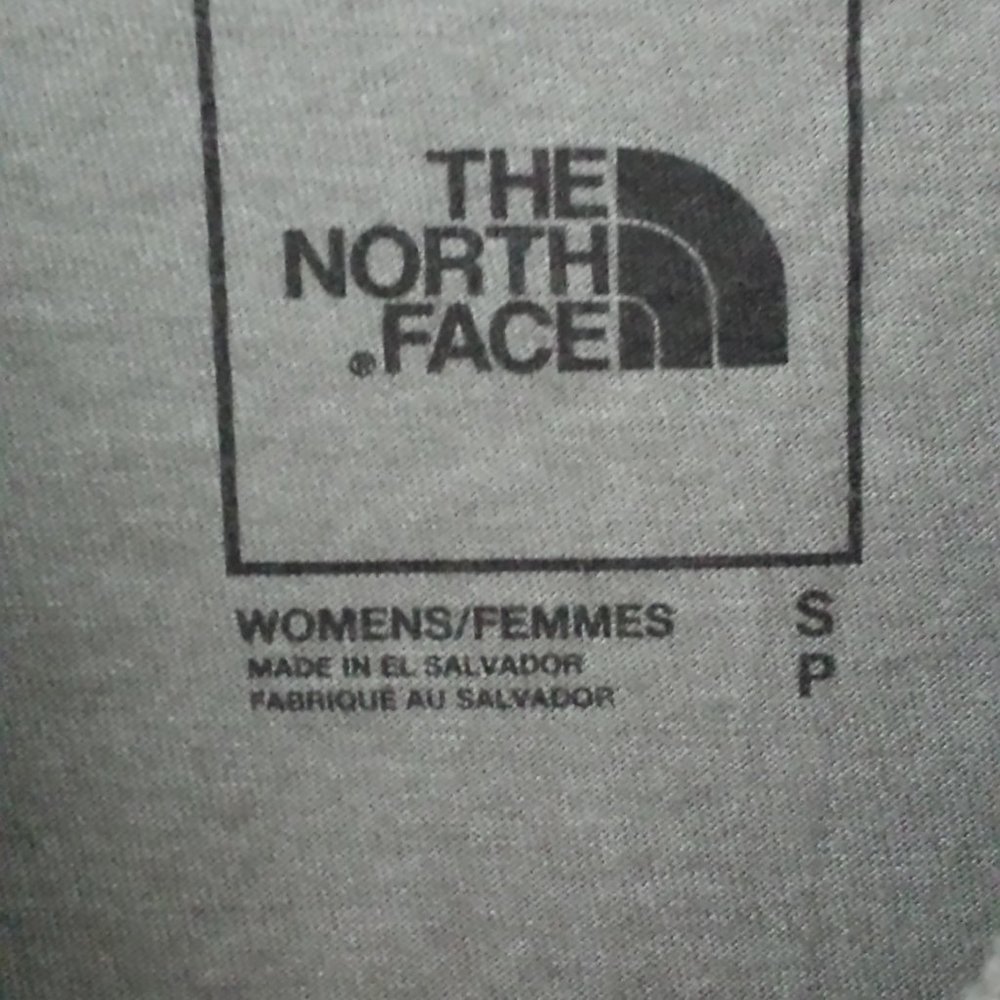 THE
NORTH
®FACE
WOMENS/FEMMES S
MADE IN EL SALVADOR P
FABRIQUE AU SALVADOR